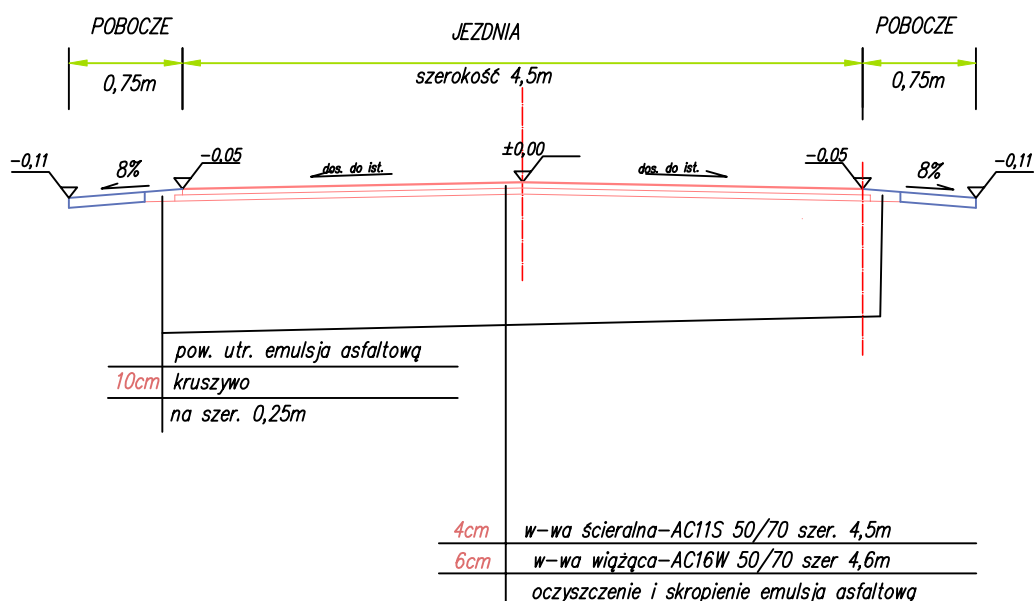 POBOCZE JEZDNIA POBOCZE
0,75m szerokość 4,5m 0,75m
-0,11 8% -0,05 dos. do ist. ±0,00 dos. do ist. -0,05 8% -0,11
pow. utr. emulsja asfaltową
10cm kruszywo
na szer. 0,25m
4cm w-wa ścieralna-AC11S 50/70 szer. 4,5m
6cm w-wa wiążąca-AC16W 50/70 szer 4,6m
oczyszczenie i skropienie emulsja asfaltową